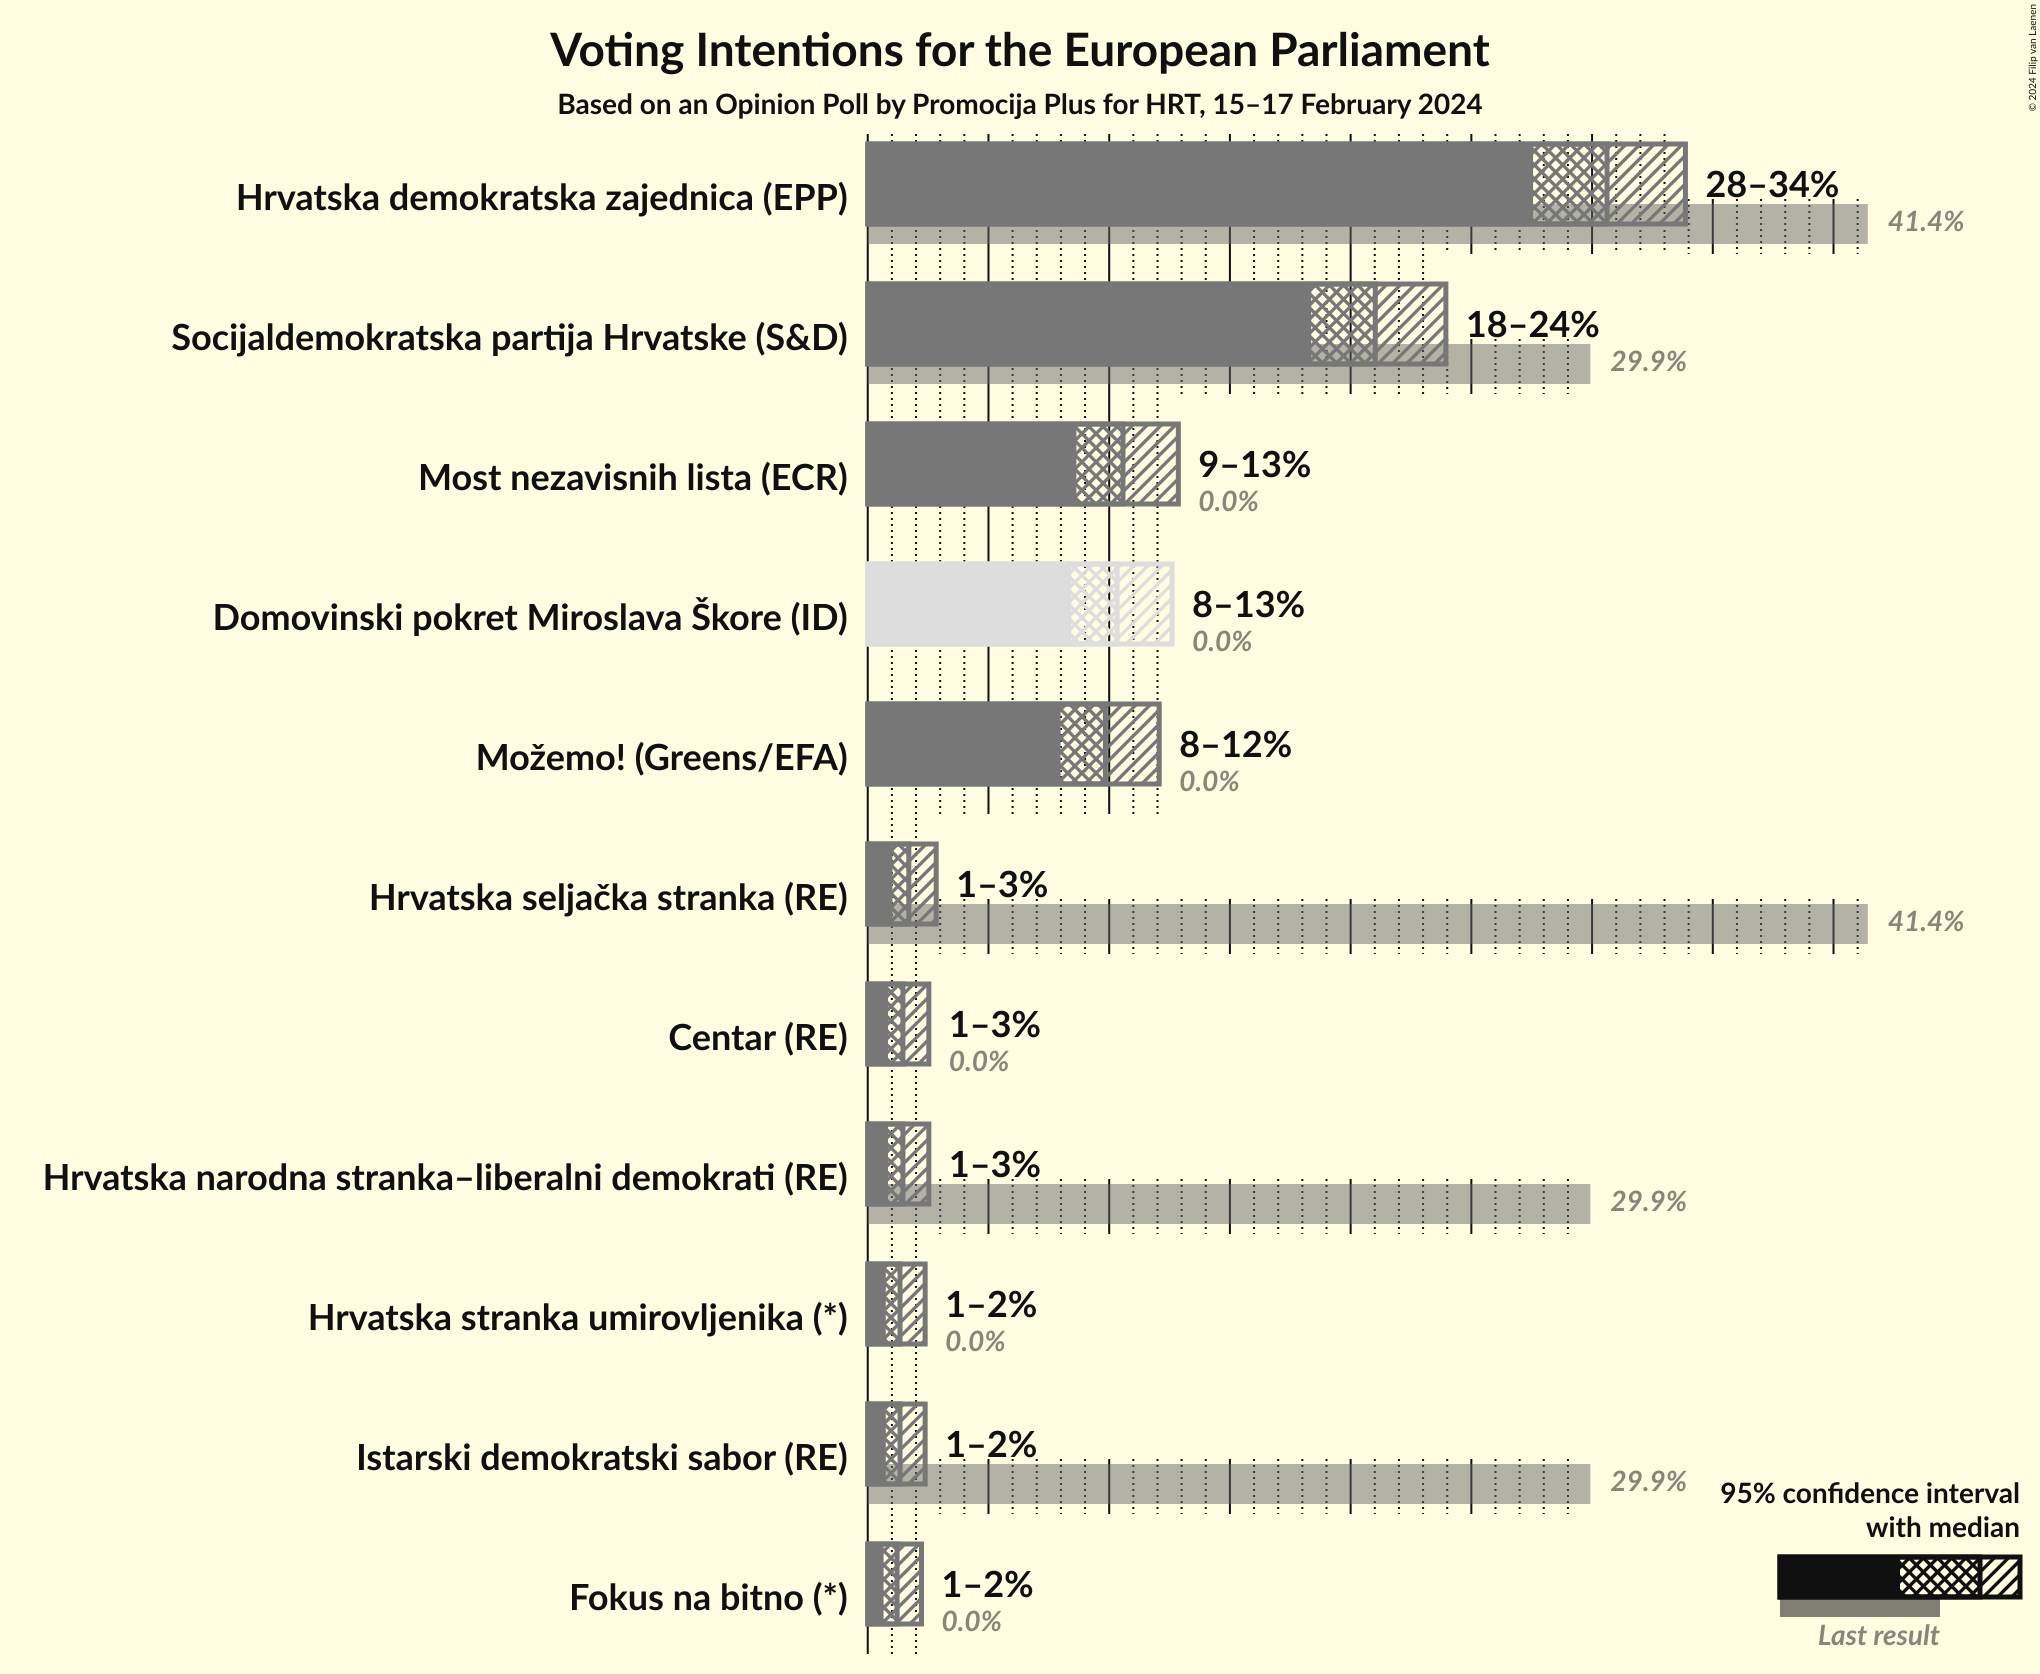 Voting Intentions for the European Parliament
Based on an Opinion Poll by Promocija Plus for HRT, 15–17 February 2024
© 2024 Filip van Laenen
Hrvatska demokratska zajednica (EPP)
28–34%
41.4%
Socijaldemokratska partija Hrvatske (S&D)
18–24%
29.9%
Most nezavisnih lista (ECR)
9–13%
0.0%
Domovinski pokret Miroslava Škore (ID)
8–13%
0.0%
Možemo! (Greens/EFA)
8–12%
0.0%
Hrvatska seljačka stranka (RE)
1–3%
41.4%
Centar (RE)
1–3%
0.0%
Hrvatska narodna stranka–liberalni demokrati (RE)
1–3%
29.9%
Hrvatska stranka umirovljenika (*)
1–2%
0.0%
Istarski demokratski sabor (RE)
1–2%
29.9%
Fokus na bitno (*)
1–2%
0.0%
95% confidence interval
with median
Last result